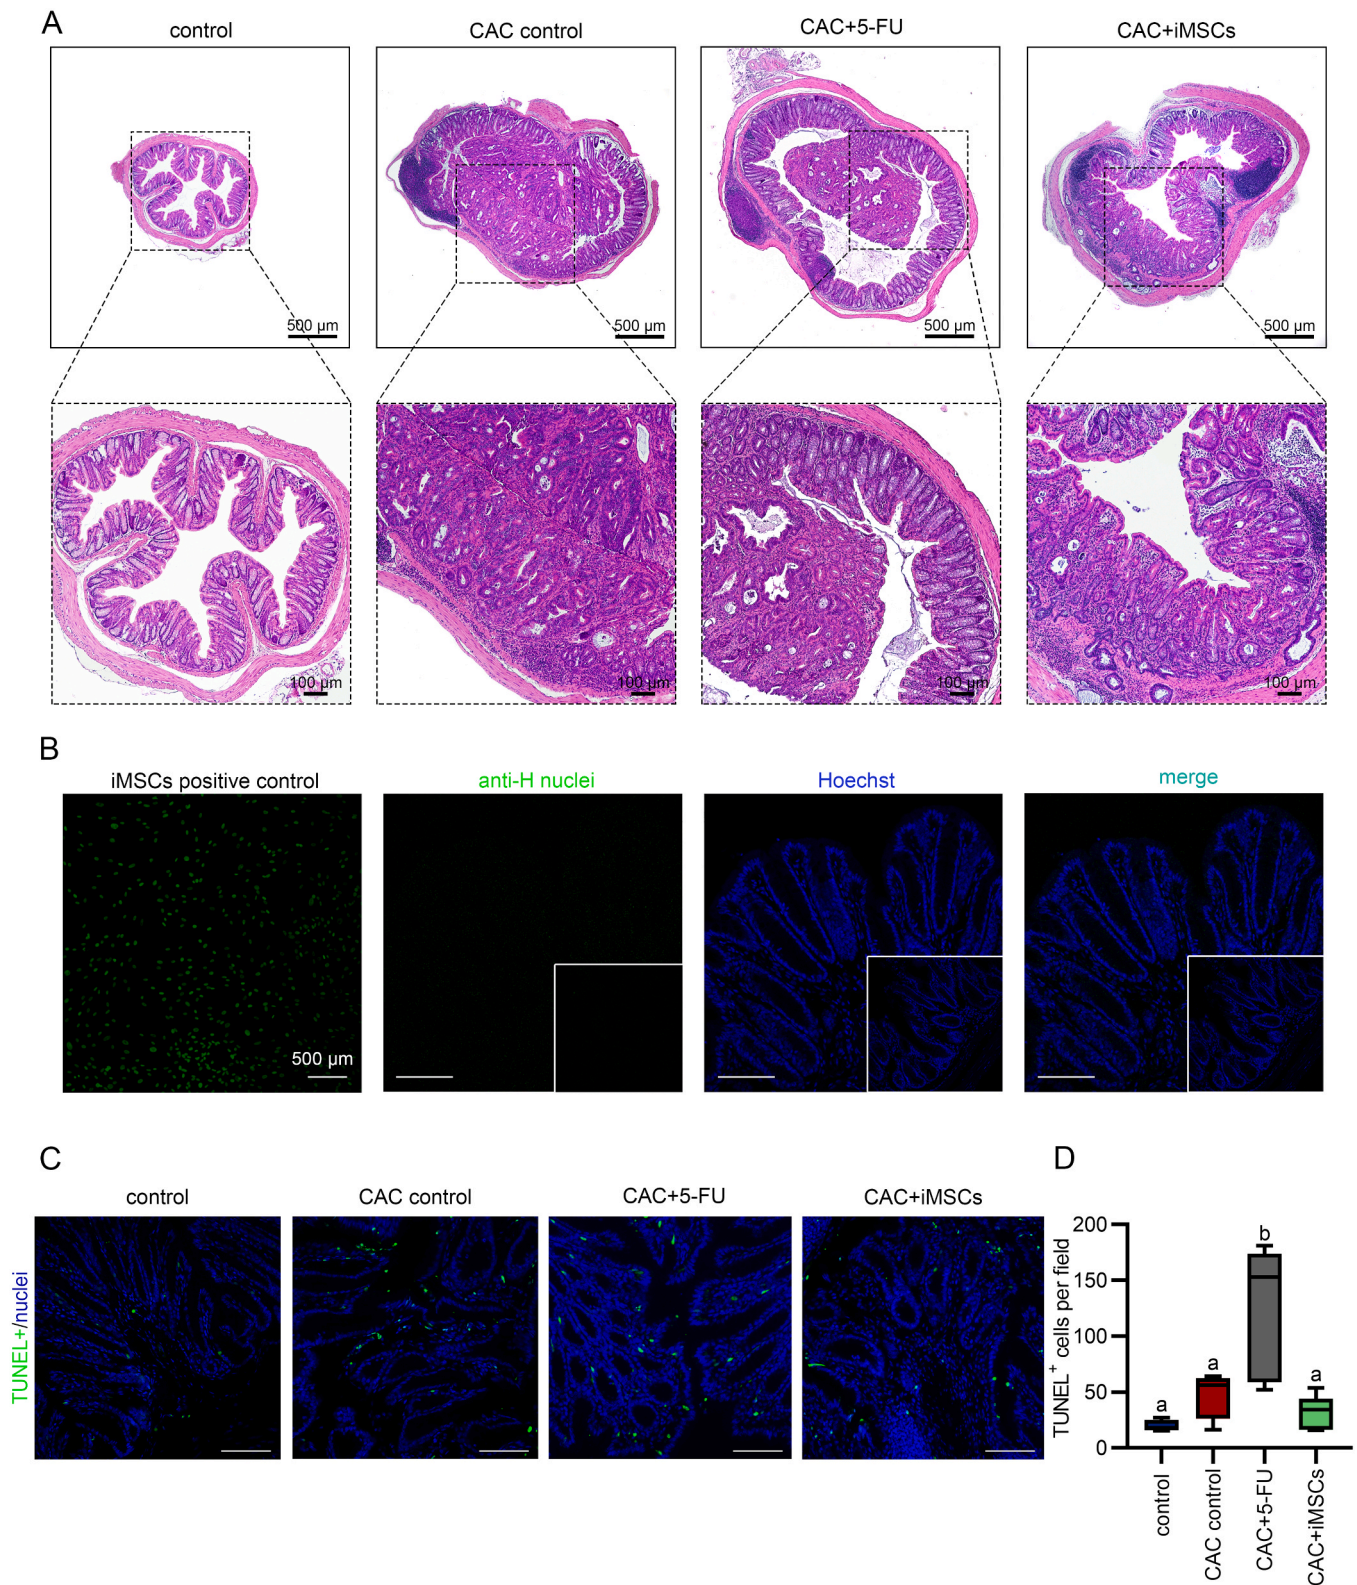 A
control
CAC control
CAC+5-FU
CAC+iMSCs
500 µm
500 µm
500 µm
500 µm
100 µm
100 µm
100 µm
100 µm
B
iMSCs positive control
anti-H nuclei
Hoechst
merge
500 µm
C
control
CAC control
CAC+5-FU
CAC+iMSCs
TUNEL+/nuclei
D
TUNEL⁺ cells per field
200
150
100
50
0
a
a
b
a
control
CAC control
CAC+5-FU
CAC+iMSCs